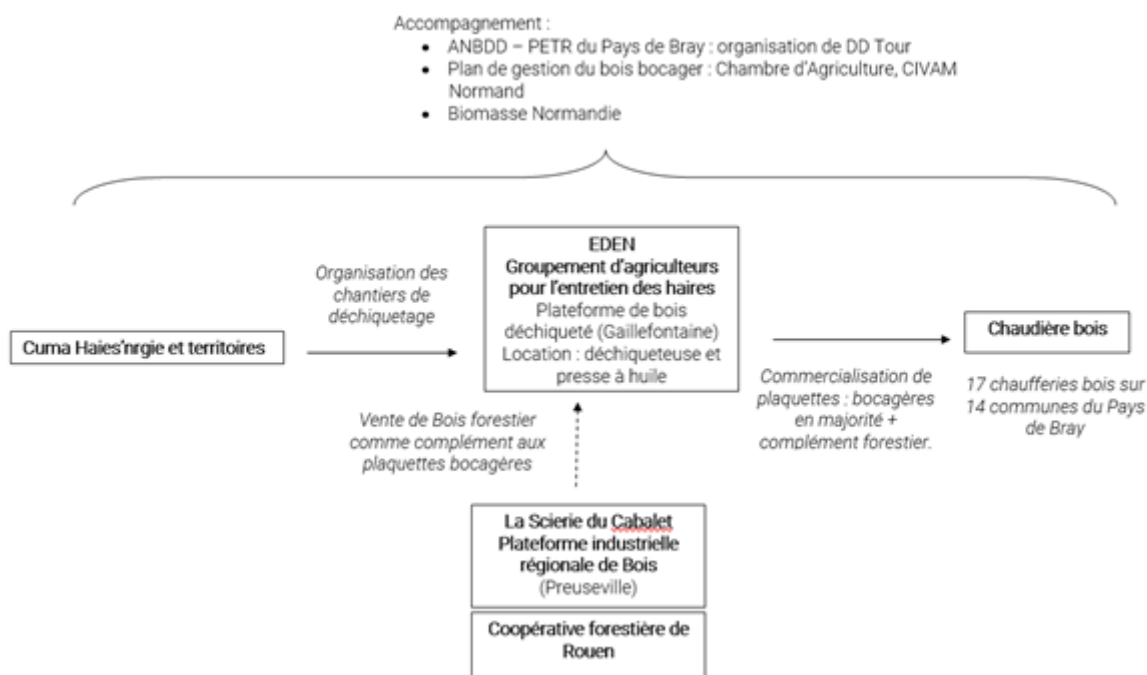 Accompagnement :
• ANBDD – PETR du Pays de Bray : organisation de DD Tour
• Plan de gestion du bois bocager : Chambre d'Agriculture, CIVAM
Normand
• Biomasse Normandie
Cuma Haies'nrgie et territoires
Organisation des
chantiers de
déchiquetage
EDEN
Groupement d'agriculteurs
pour l'entretien des haires
Plateforme de bois
déchiqueté (Gaillefontaine)
Location : déchiqueteuse et
presse à huile
Commercialisation de
plaquettes : bocagères
en majorité +
complément forestier.
Chaudière bois
17 chaufferies bois sur
14 communes du Pays
de Bray
Vente de Bois forestier
comme complément aux
plaquettes bocagères
La Scierie du Cabalet
Plateforme industrielle
régionale de Bois
(Preuseville)
Coopérative forestière de
Rouen